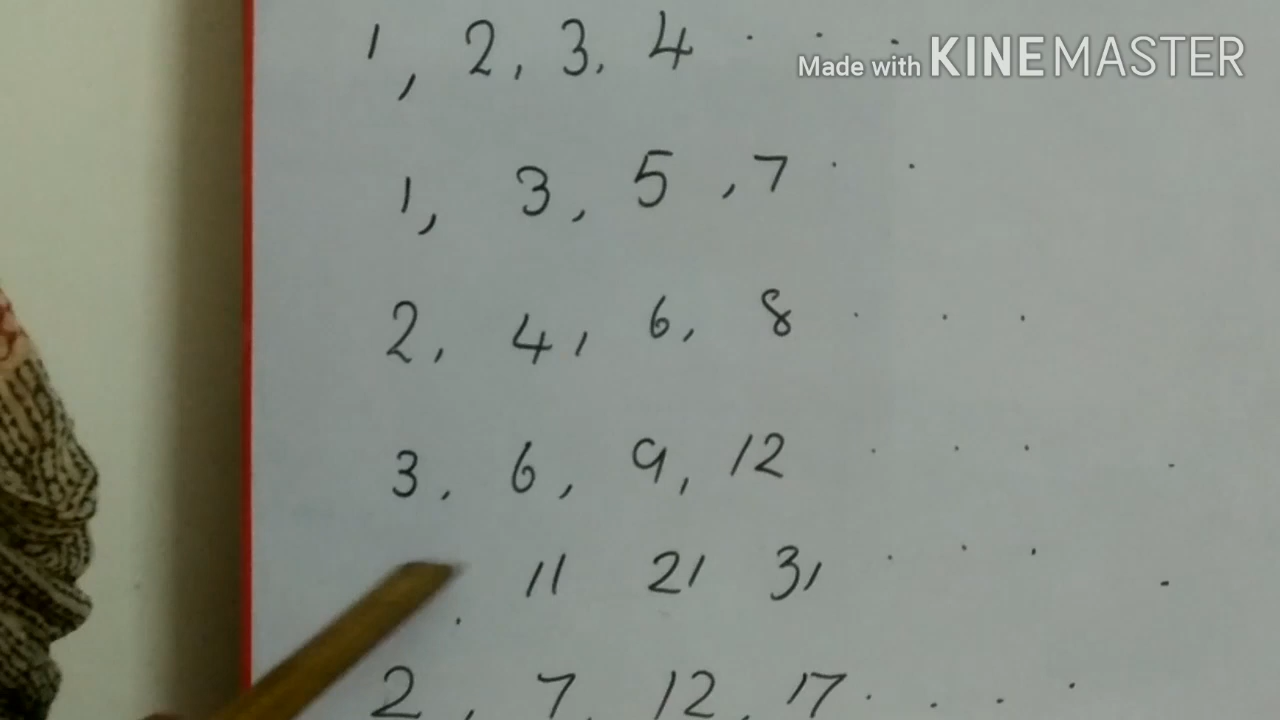 1, 2, 3, 4 . . .
Made with KINEMASTER
1, 3, 5, 7 . .
2, 4, 6, 8 . . .
3, 6, 9, 12 . . . .
11 21 31 . . . .
2, 7, 12, 17 . . . .